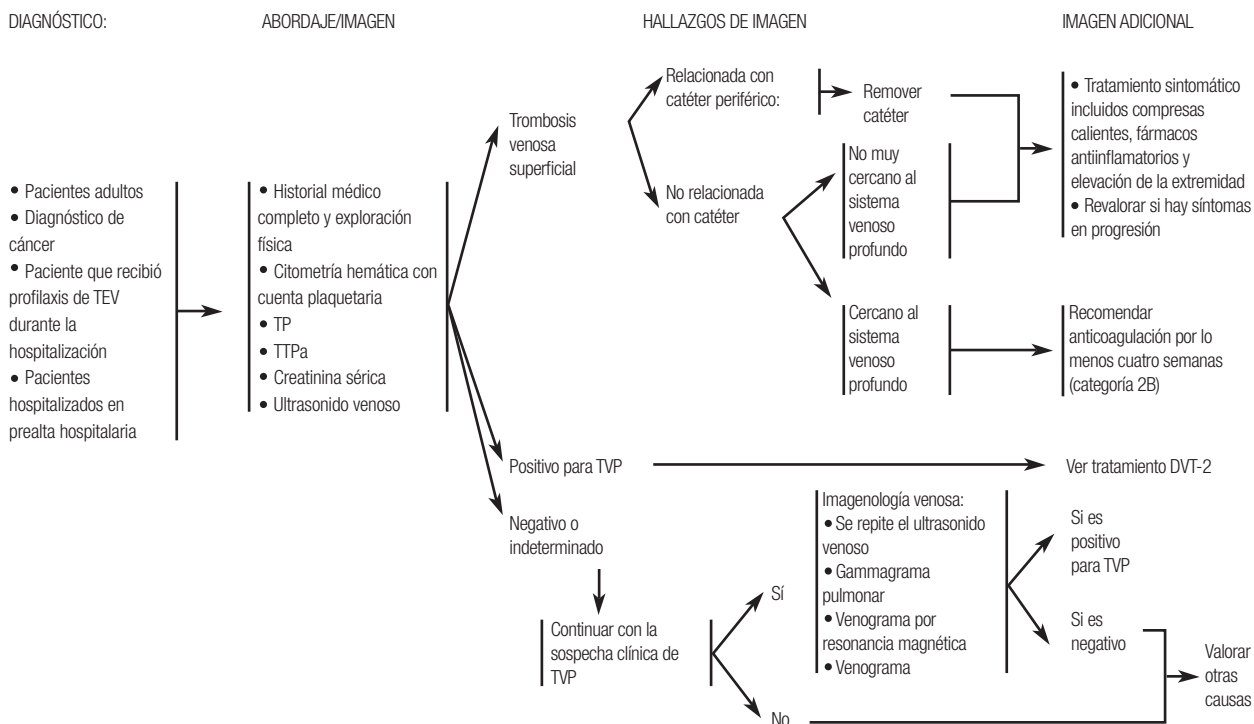 DIAGNÓSTICO:
ABORDAJE/IMAGEN
HALLAZGOS DE IMAGEN
IMAGEN ADICIONAL
• Pacientes adultos
• Diagnóstico de
cáncer
• Paciente que recibió
profilaxis de TEV
durante la
hospitalización
• Pacientes
hospitalizados en
prealta hospitalaria
• Historial médico
completo y exploración
física
• Citometría hemática con
cuenta plaquetaria
• TP
• TTPa
• Creatinina sérica
• Ultrasonido venoso
Trombosis
venosa
superficial
Relacionada con
catéter periférico:
Remover
catéter
No relacionada
con catéter
No muy
cercano al
sistema
venoso
profundo
• Tratamiento sintomático
incluidos compresas
calientes, fármacos
antiinflamatorios y
elevación de la extremidad
• Revalorar si hay síntomas
en progresión
Cercano al
sistema
venoso
profundo
Recomendar
anticoagulación por lo
menos cuatro semanas
(categoría 2B)
Positivo para TVP
Ver tratamiento DVT-2
Negativo o
indeterminado
Continuar con la
sospecha clínica de
TVP
Sí
Imagenología venosa:
• Se repite el ultrasonido
venoso
• Gammagrama
pulmonar
• Venograma por
resonancia magnética
• Venograma
Si es
positivo
para TVP
Si es
negativo
No
Valorar
otras
causas